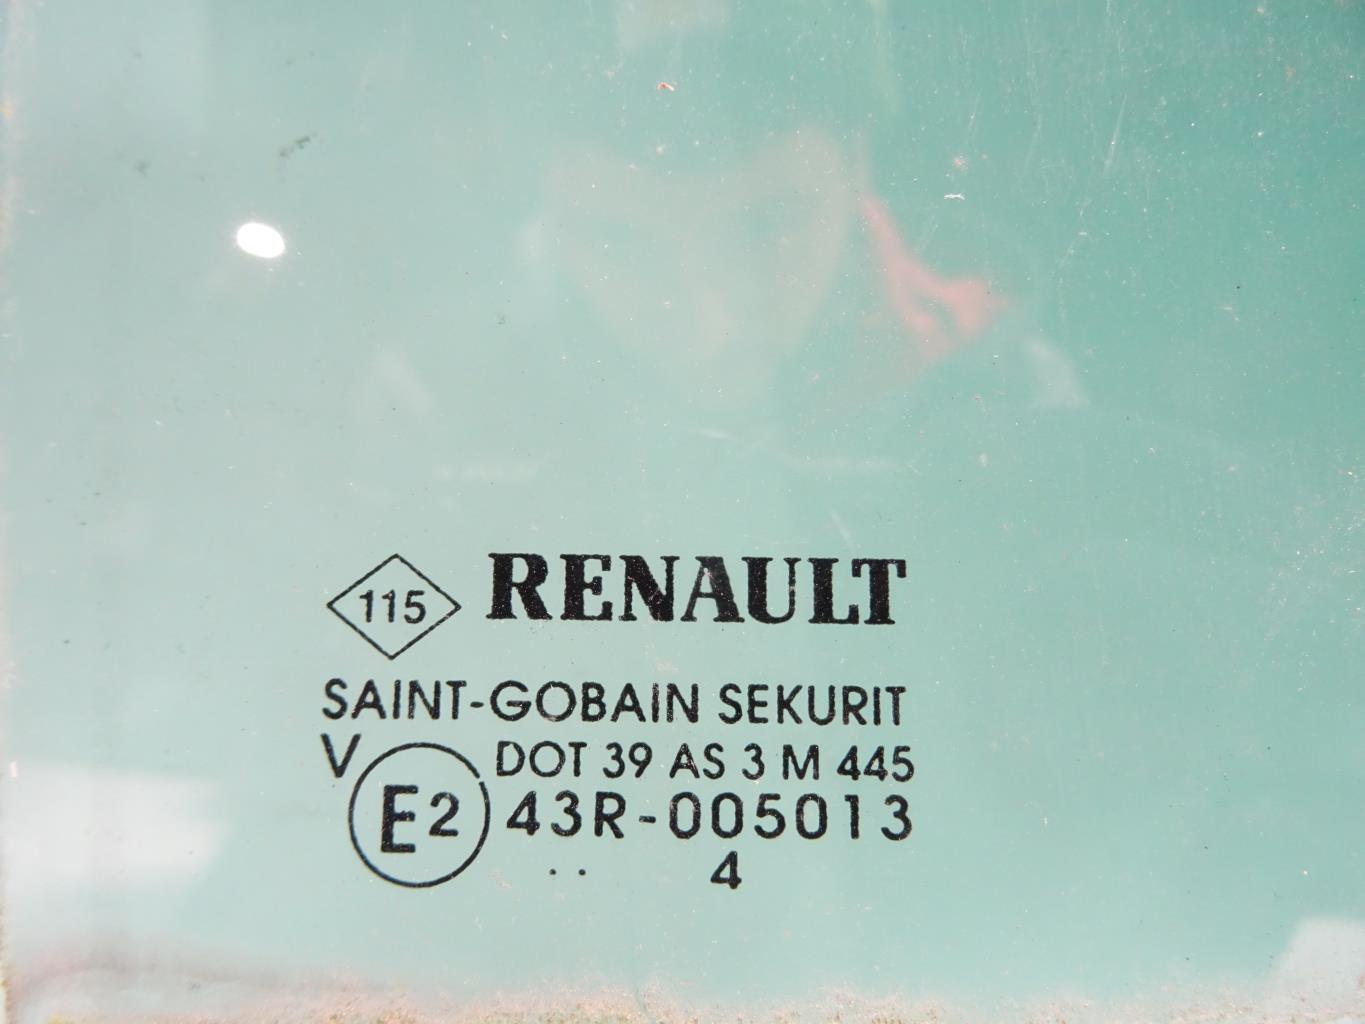 115 RENAULT
SAINT-GOBAIN SEKURIT
V DOT 39 AS 3 M 445
E2 43R-005013
.. 4